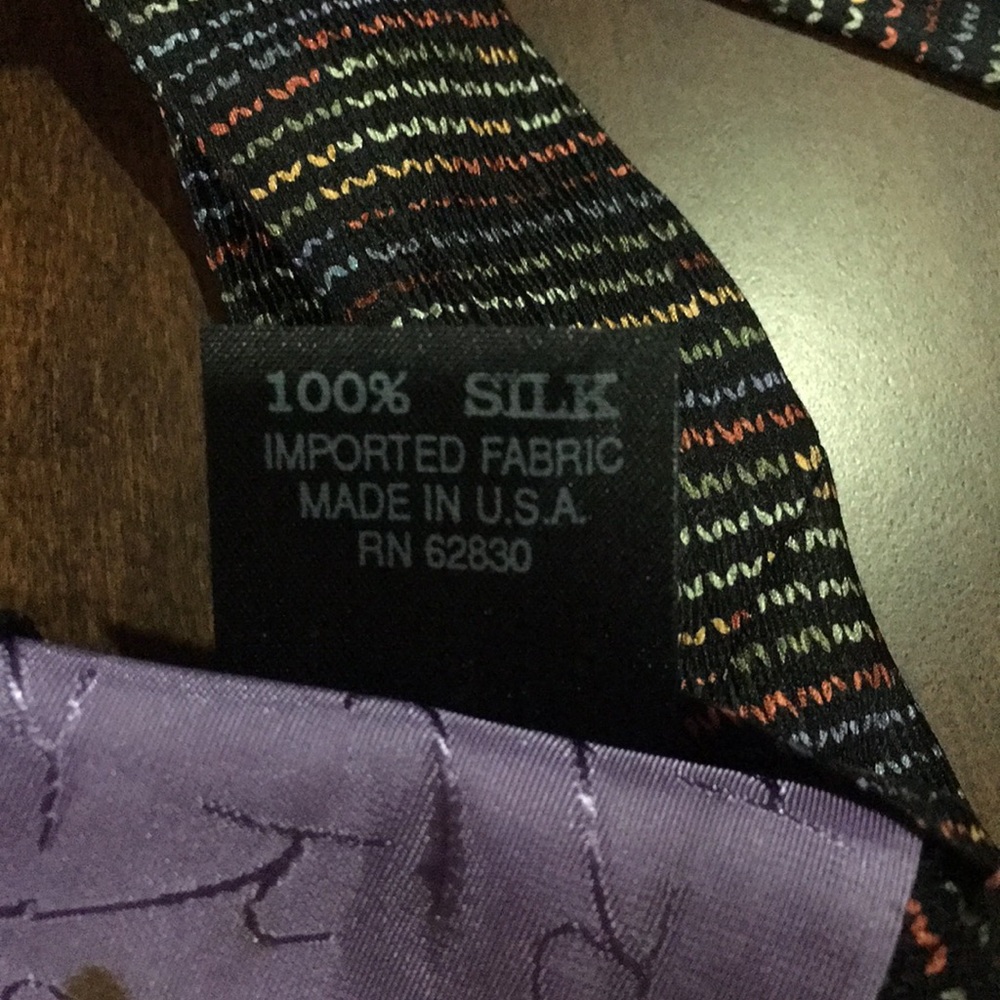 100% SILK
IMPORTED FABRIC
MADE IN U.S.A.
RN 62830